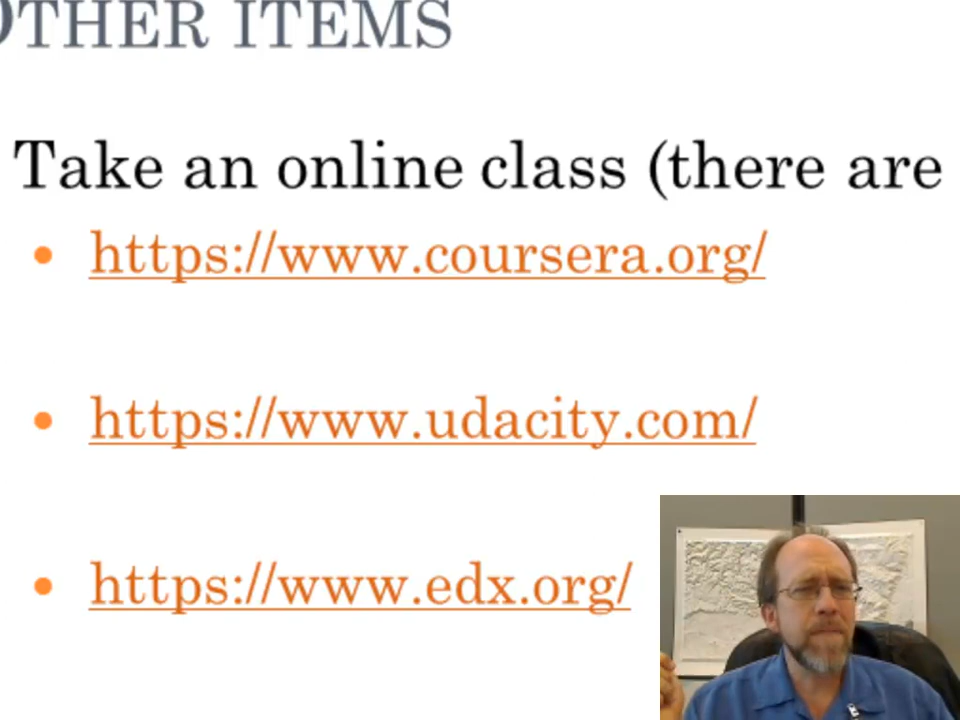 OTHER ITEMS
Take an online class (there are
https://www.coursera.org/
https://www.udacity.com/
https://www.edx.org/